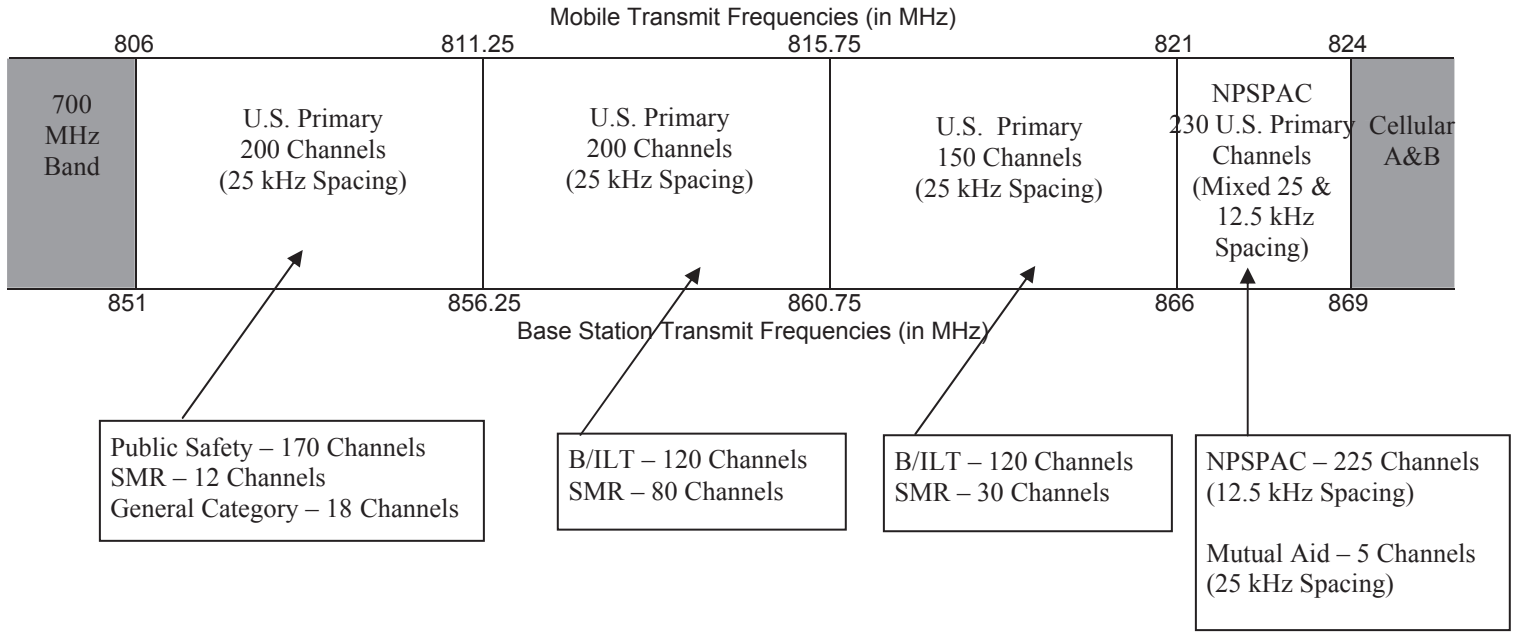 Mobile Transmit Frequencies (in MHz)
806 811.25 815.75 821 824
700
MHz
Band
U.S. Primary
200 Channels
(25 kHz Spacing)
U.S. Primary
200 Channels
(25 kHz Spacing)
U.S. Primary
150 Channels
(25 kHz Spacing)
NPSPAC
230 U.S. Primary
Channels
(Mixed 25 &
12.5 kHz
Spacing)
Cellular
A&B
851 856.25 860.75 866 869
Base Station Transmit Frequencies (in MHz)
Public Safety – 170 Channels
SMR – 12 Channels
General Category – 18 Channels
B/ILT – 120 Channels
SMR – 80 Channels
B/ILT – 120 Channels
SMR – 30 Channels
NPSPAC – 225 Channels
(12.5 kHz Spacing)
Mutual Aid – 5 Channels
(25 kHz Spacing)